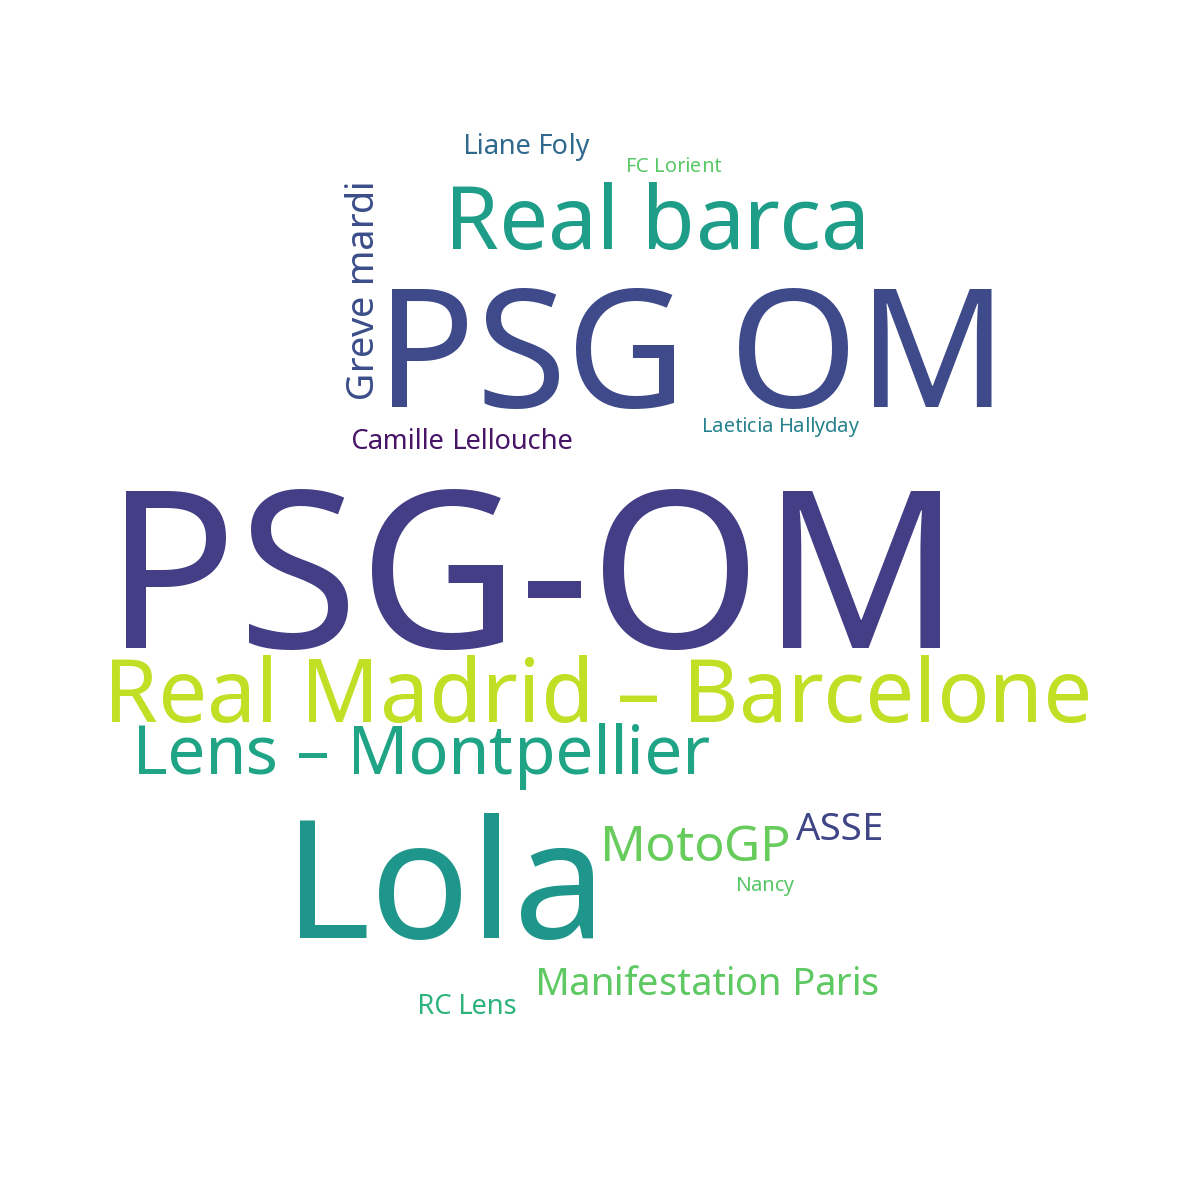 Liane Foly
FC Lorient
Greve mardi
Real barca
PSG OM
Camille Lellouche
Laeticia Hallyday
PSG-OM
Real Madrid – Barcelone
Lens – Montpellier
Lola
MotoGP
ASSE
Nancy
Manifestation Paris
RC Lens